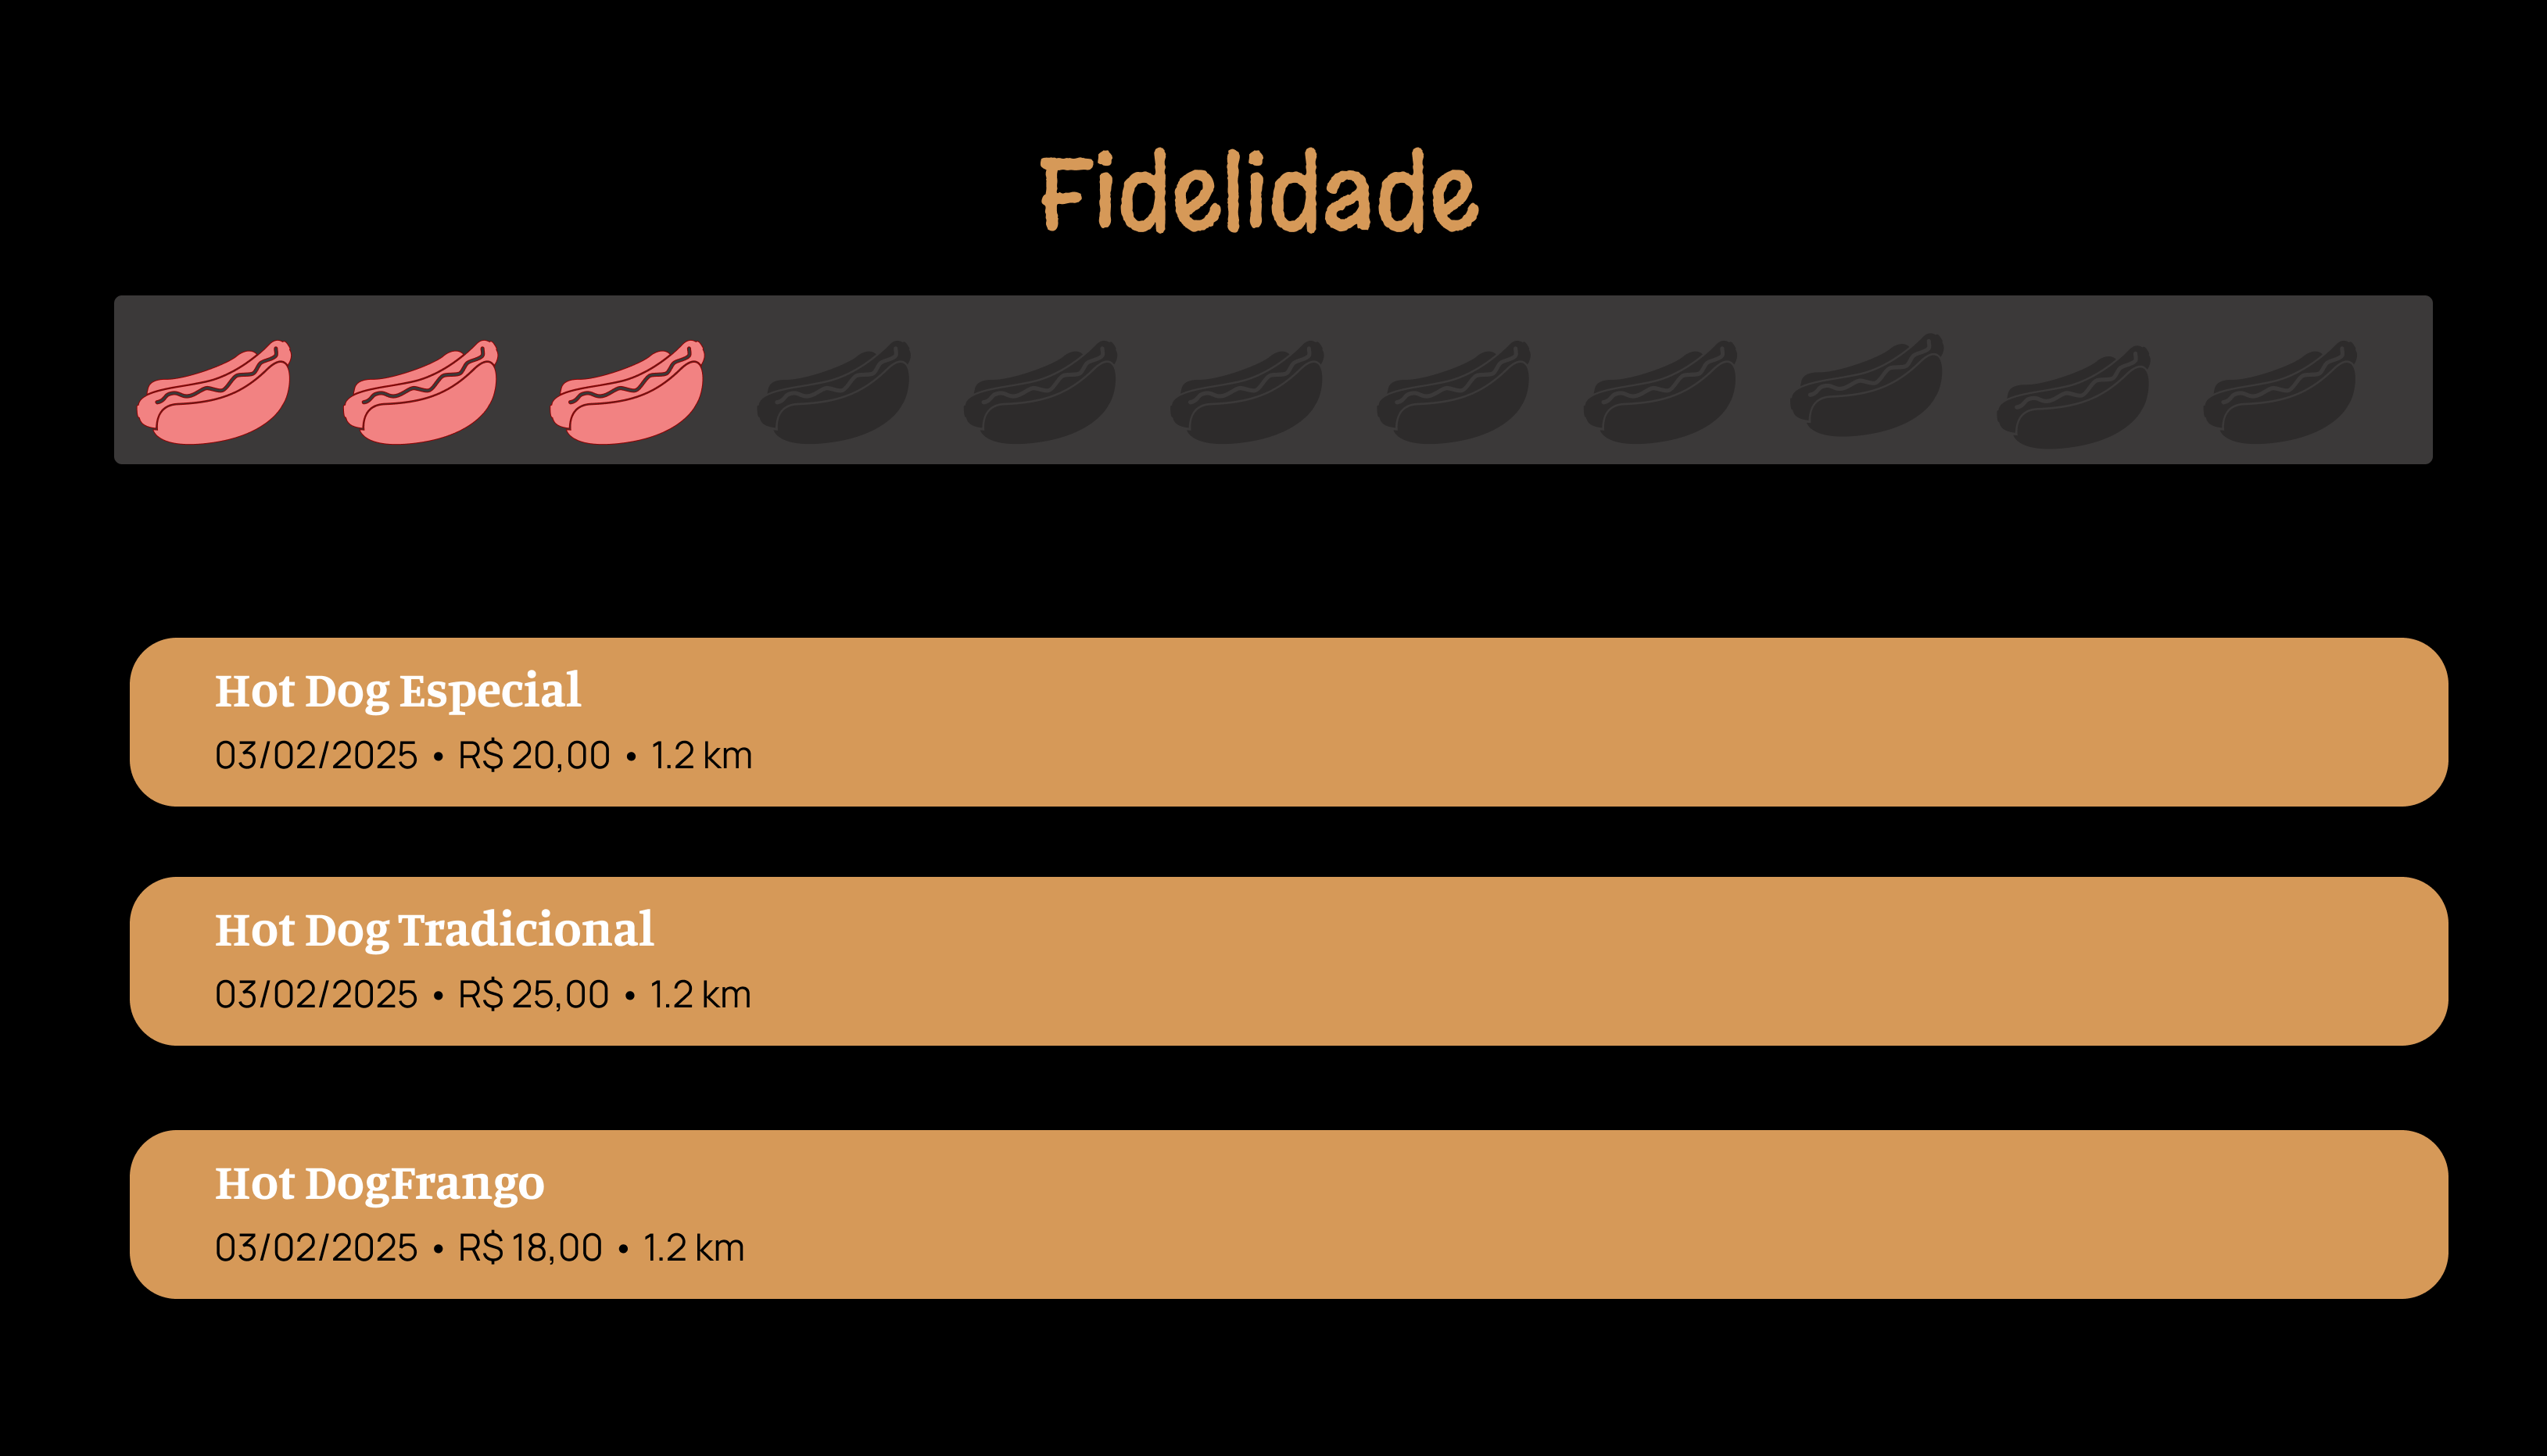 Fidelidade
Hot Dog Especial
03/02/2025 • R$ 20,00 • 1.2 km
Hot Dog Tradicional
03/02/2025 • R$ 25,00 • 1.2 km
Hot DogFrango
03/02/2025 • R$ 18,00 • 1.2 km